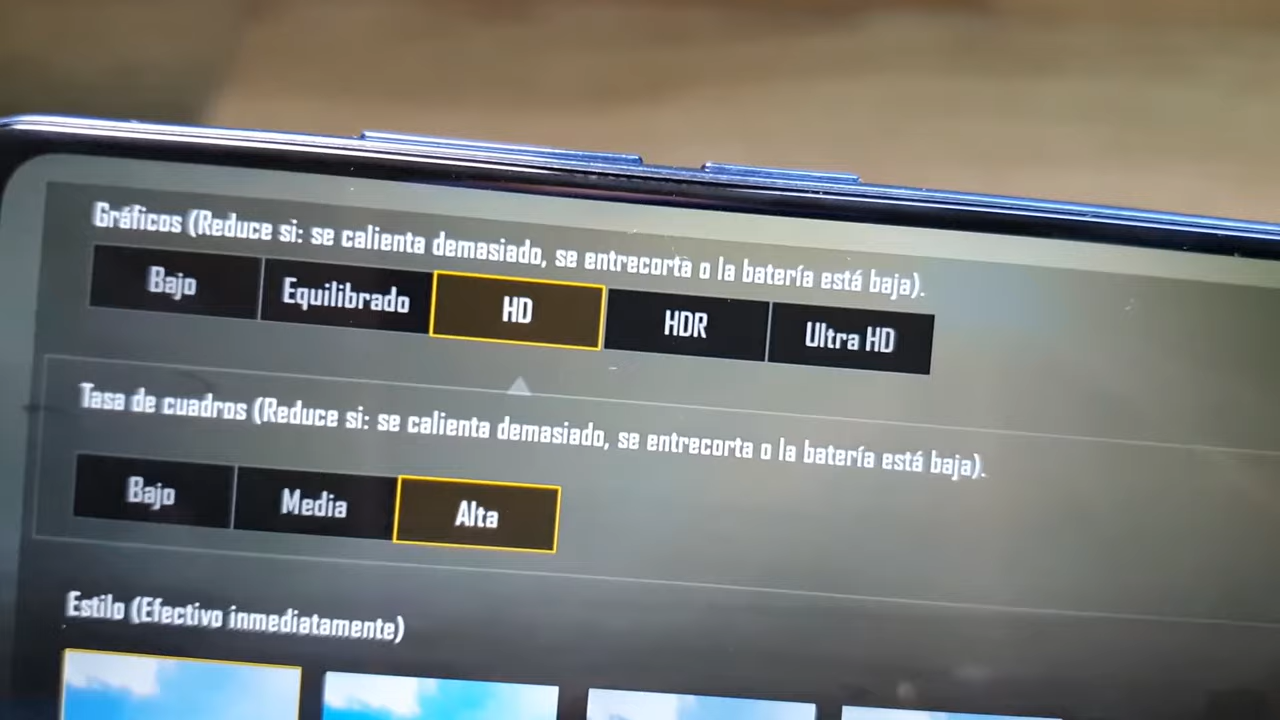 Gráficos (Reduce si: se calienta demasiado, se entrecorta o la batería está baja).
Bajo Equilibrado HD HDR Ultra HD
Tasa de cuadros (Reduce si: se calienta demasiado, se entrecorta o la batería está baja).
Bajo Media Alta
Estilo (Efectivo inmediatamente)